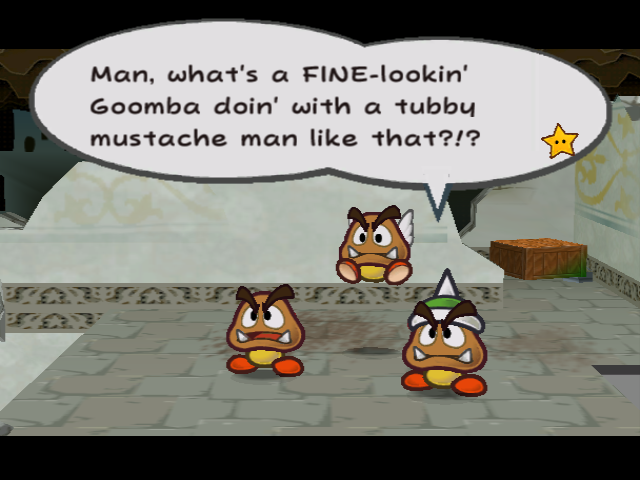 Man, what's a FINE-lookin'
Goomba doin' with a tubby
mustache man like that?!?